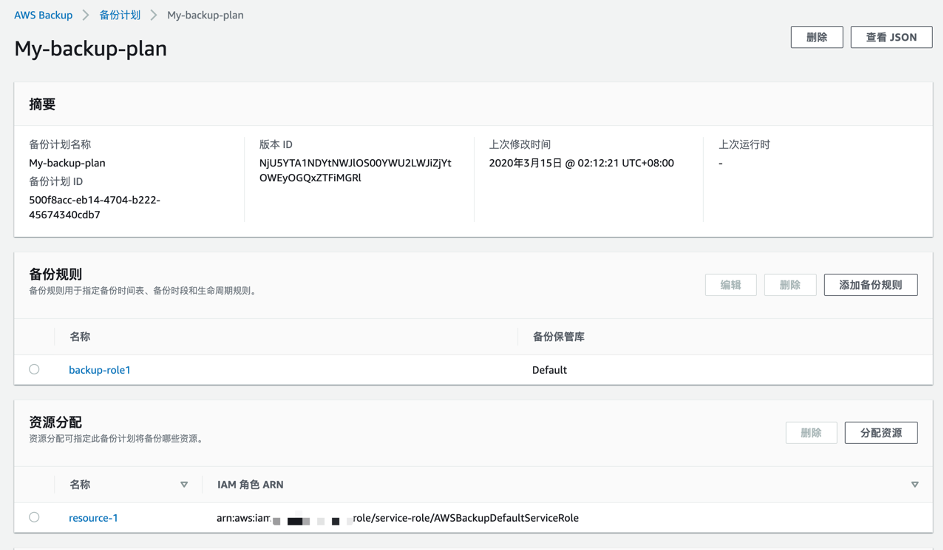 AWS Backup > 备份计划 > My-backup-plan
My-backup-plan
删除 查看 JSON
摘要
备份计划名称 版本 ID 上次修改时间 上次运行时
My-backup-plan NjU5YTA1NDYtNWJlOS00YWU2LWJiZjYt 2020年3月15日 @ 02:12:21 UTC+08:00 -
备份计划 ID OWEyOGQxZTFiMGRl
500f8acc-eb14-4704-b222-
45674340cdb7
备份规则
备份规则用于指定备份时间表、备份时段和生命周期规则。
编辑 删除 添加备份规则
名称 备份保管库
backup-role1 Default
资源分配
资源分配可指定此备份计划将备份哪些资源。
删除 分配资源
名称 IAM 角色 ARN
resource-1 arn:aws:iam role/service-role/AWSBackupDefaultServiceRole